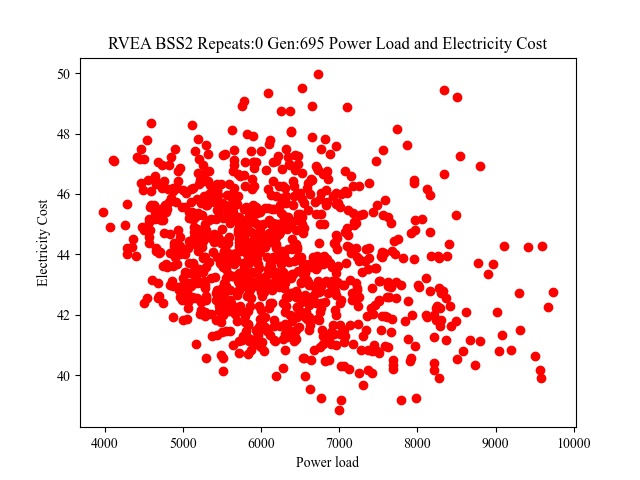 RVEA BSS2 Repeats:0 Gen:695 Power Load and Electricity Cost
50
48
46
44
42
40
Electricity Cost
4000 5000 6000 7000 8000 9000 10000
Power load